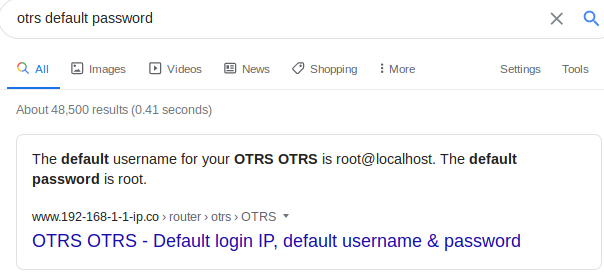 otrs default password
All Images Videos News Shopping More Settings Tools
About 48,500 results (0.41 seconds)
The default username for your OTRS OTRS is root@localhost. The default
password is root.
www.192-168-1-1-ip.co › router › otrs › OTRS
OTRS OTRS - Default login IP, default username & password